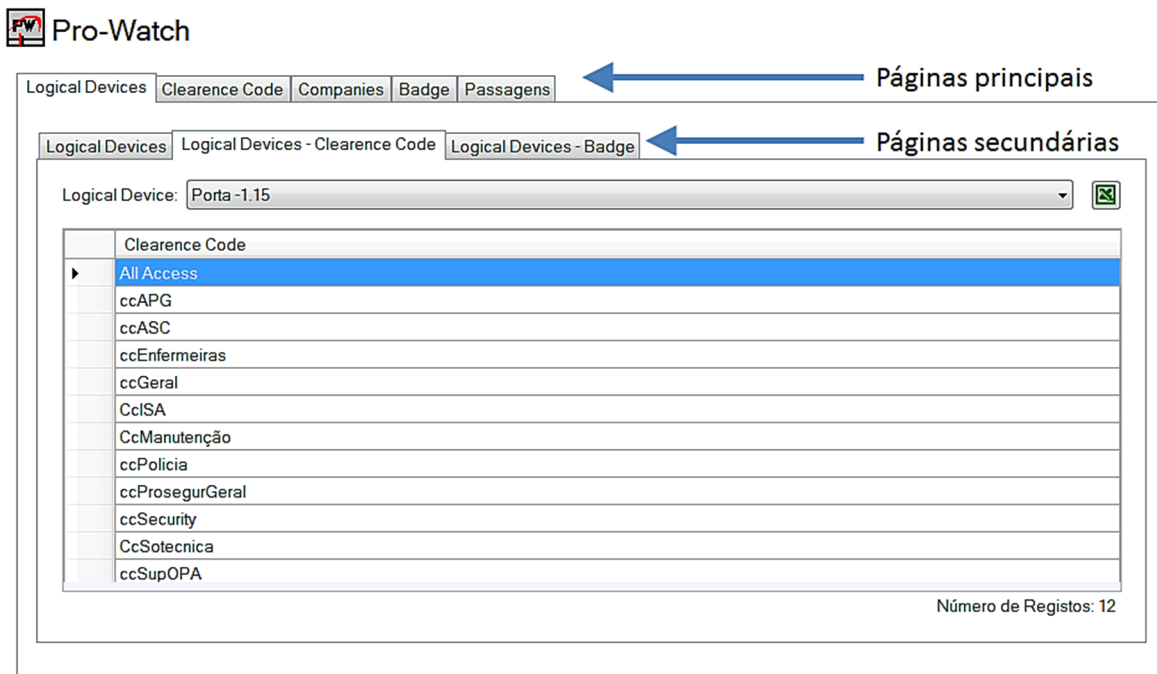 PW Pro-Watch
Logical Devices Clearence Code Companies Badge Passagens Páginas principais
Logical Devices Logical Devices - Clearence Code Logical Devices - Badge Páginas secundárias
Logical Device: Porta -1.15
Clearence Code
All Access
ccAPG
ccASC
ccEnfermeiras
ccGeral
CcISA
CcManutenção
ccPolicia
ccProsegurGeral
ccSecurity
CcSotecnica
ccSupOPA
Número de Registos: 12